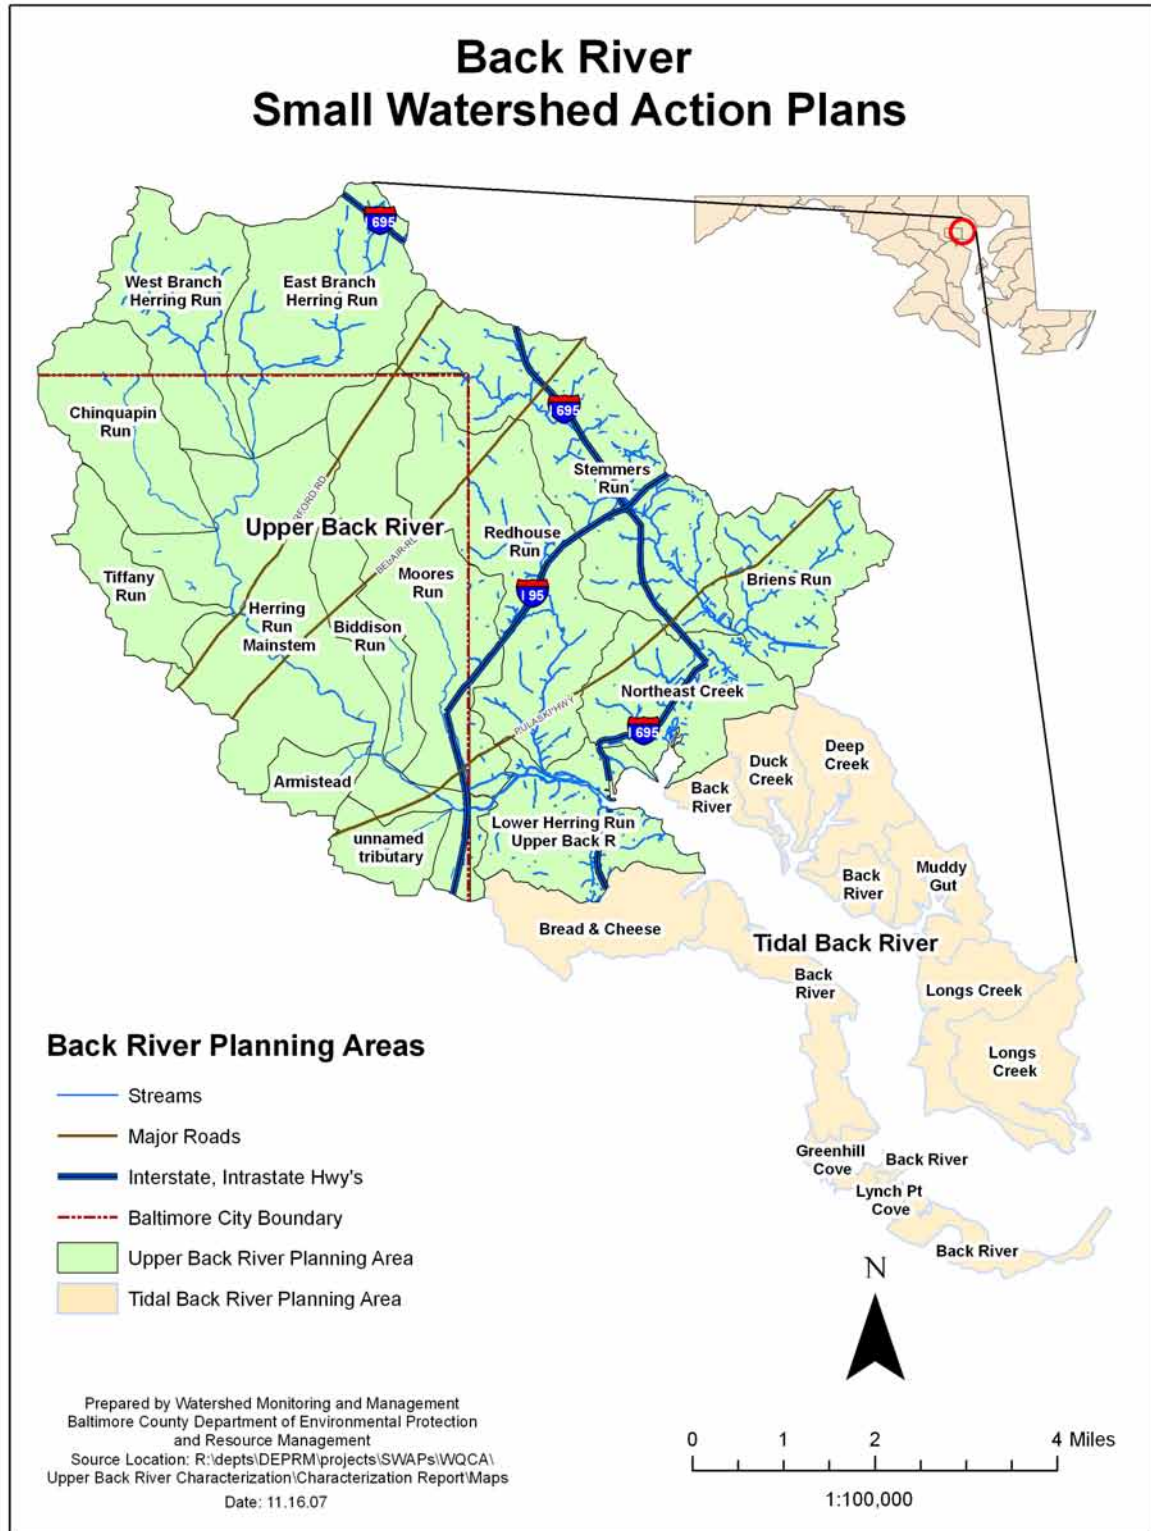 Back River
Small Watershed Action Plans
695
West Branch
Herring Run
East Branch
Herring Run
I 695
Chinquapin
Run
Stemmers
Run
RFORD RD
Upper Back River
Redhouse
Run
BELAIR-RD
Moores
Run
I 95
Tiffany
Run
Briens Run
Herring
Run
Mainstem
Biddison
Run
Northeast Creek
PULASKI HWY
I 695
Deep
Creek
Duck
Creek
Armistead
Back
River
Lower Herring Run
Upper Back R
unnamed
tributary
Muddy
Gut
Back
River
Bread & Cheese
Tidal Back River
Back
River
Longs Creek
Longs
Creek
Back River Planning Areas
Streams
Major Roads
Interstate, Intrastate Hwy's
Baltimore City Boundary
Upper Back River Planning Area
Tidal Back River Planning Area
Greenhill
Cove
Back River
Lynch Pt
Cove
Back River
N
Prepared by Watershed Monitoring and Management
Baltimore County Department of Environmental Protection
and Resource Management
Source Location: R:\depts\DEPRM\projects\SWAPs\WQCA\
Upper Back River Characterization\Characterization Report\Maps
Date: 11.16.07
0 1 2 4 Miles
1:100,000